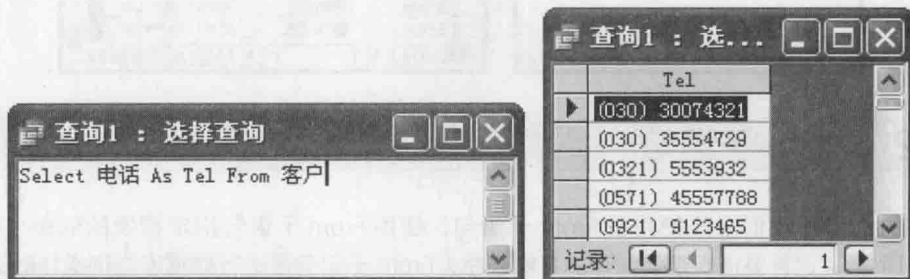 查询1 : 选择查询
Select 电话 As Tel From 客户
查询1 : 选...
Tel
(030) 30074321
(030) 35554729
(0321) 5553932
(0571) 45557788
(0921) 9123465
记录: 1